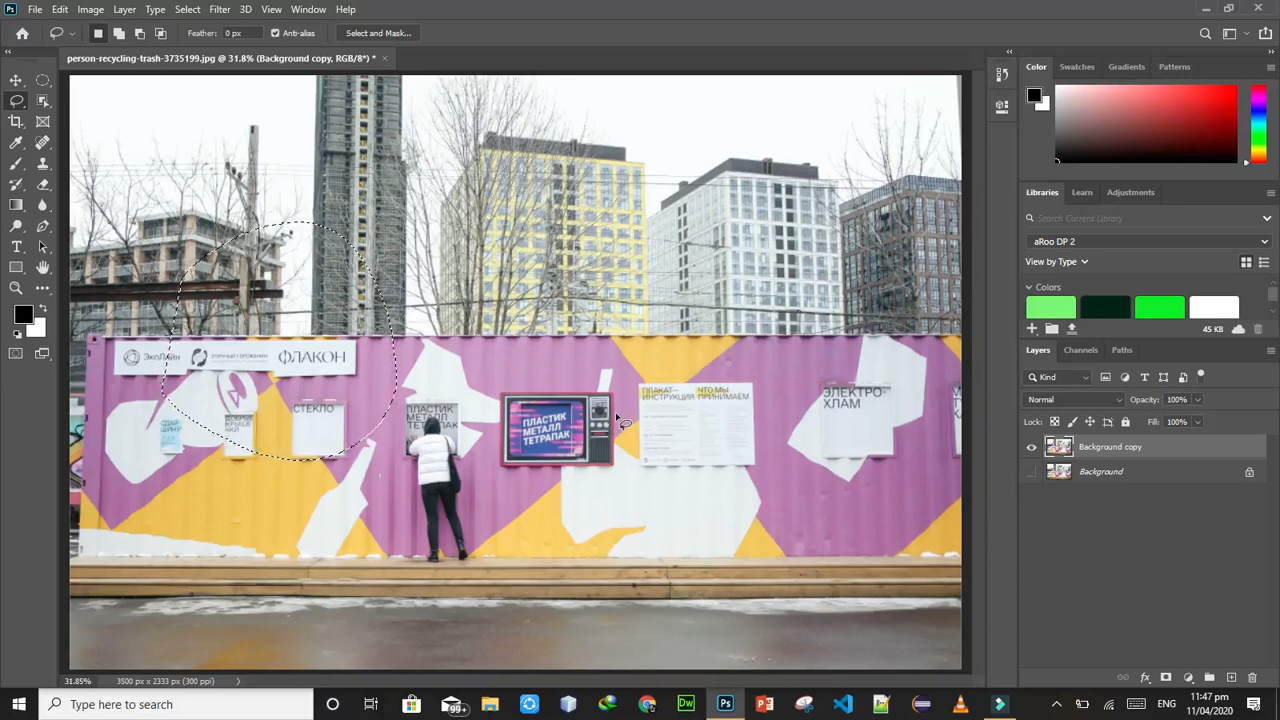 File Edit Image Layer Type Select Filter 3D View Window Help
Feather: 0 px Anti-alias Select and Mask...
person-recycling-trash-3735199.jpg @ 31.8% (Background copy, RGB/8*) *
Color Swatches Gradients Patterns
Libraries Learn Adjustments
Search Current Library
aRoo DP 2
View by Type
Colors
45 KB
Layers Channels Paths
Kind
Normal Opacity: 100%
Lock: Fill: 100%
Background copy
Background
ЭкоЛайн
ФЛАКОН
СТЕКЛО
СДАЙ
ПЛАСТИК
МЕТАЛЛ
ТЕТРАПАК
ПЛАСТИК
МЕТАЛЛ
ТЕТРАПАК
ПЛАКАТ—
ИНСТРУКЦИЯ
ЧТО МЫ
ПРИНИМАЕМ
ЭЛЕКТРО-
ХЛАМ
31.85% 3500 px x 2333 px (300 ppi)
Type here to search
99+
Dw
Ps
11:47 pm
11/04/2020